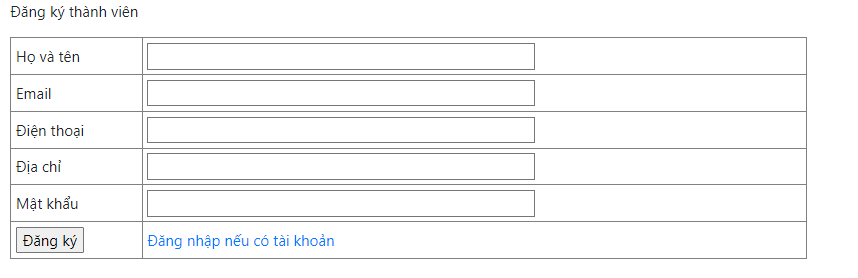 Đăng ký thành viên
Họ và tên
Email
Điện thoại
Địa chỉ
Mật khẩu
Đăng ký Đăng nhập nếu có tài khoản